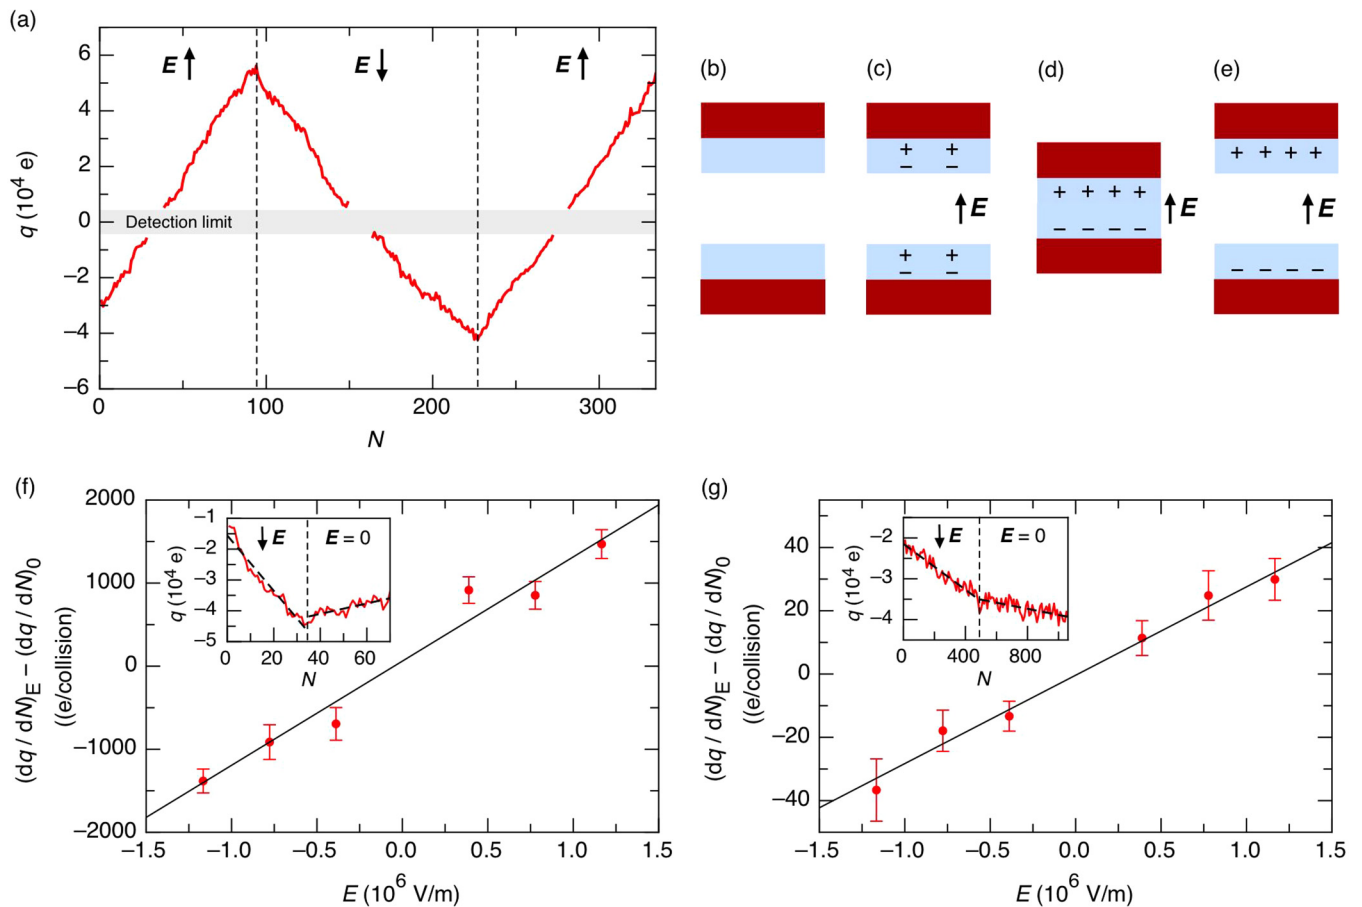 (a)
6
4
2
0
−2
−4
−6
q (10⁴ e)
E
E
E
Detection limit
0
100
200
300
N
(b)
(c)
+ +
− −
E
+ +
− −
(d)
+ + + +
− − − −
E
(e)
+ + + +
E
− − − −
(f)
2000
1000
0
−1000
−2000
(dq / dN)E − (dq / dN)0
((e/collision)
−1
−2
−3
−4
−5
q (10⁴ e)
E
E = 0
0 20 40 60
N
−1.5 −1.0 −0.5 0.0 0.5 1.0 1.5
E (10⁶ V/m)
(g)
40
20
0
−20
−40
(dq / dN)E − (dq / dN)0
((e/collision)
−2
−3
−4
q (10⁴ e)
E
E = 0
0 400 800
N
−1.5 −1.0 −0.5 0.0 0.5 1.0 1.5
E (10⁶ V/m)